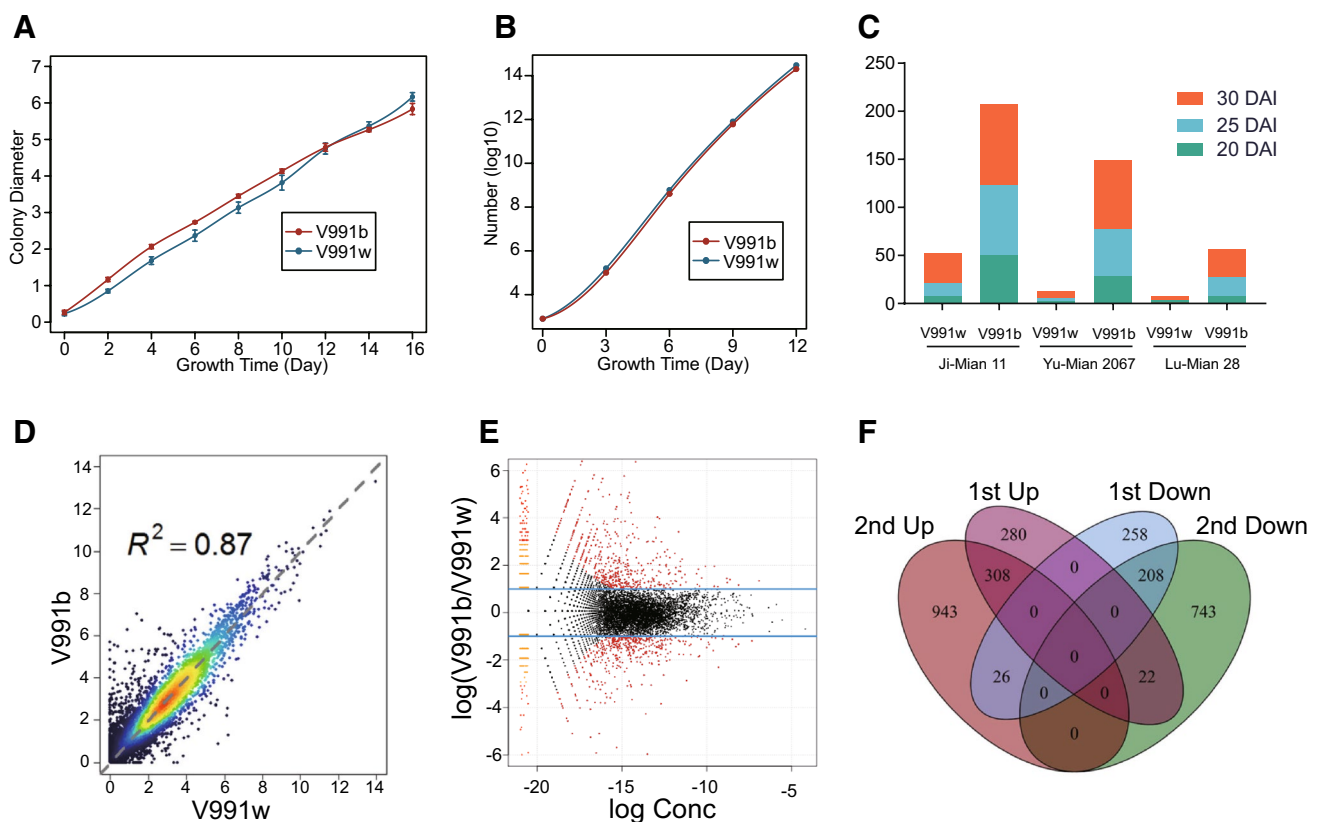 A
7
6
5
4
3
2
1
0
Colony Diameter
V991b
V991w
0 2 4 6 8 10 12 14 16
Growth Time (Day)
B
14
12
10
8
6
4
Number (log10)
V991b
V991w
0 3 6 9 12
Growth Time (Day)
C
250
200
150
100
50
0
30 DAI
25 DAI
20 DAI
V991w V991b V991w V991b V991w V991b
Ji-Mian 11 Yu-Mian 2067 Lu-Mian 28
D
14
12
10
8
6
4
2
0
V991b
R² = 0.87
0 2 4 6 8 10 12 14
V991w
E
6
4
2
0
-2
-4
-6
log(V991b/V991w)
-20 -15 -10 -5
log Conc
F
1st Up 1st Down
2nd Up 2nd Down
280 258
0
308 208
943 0 0 743
0
26 22
0 0
0